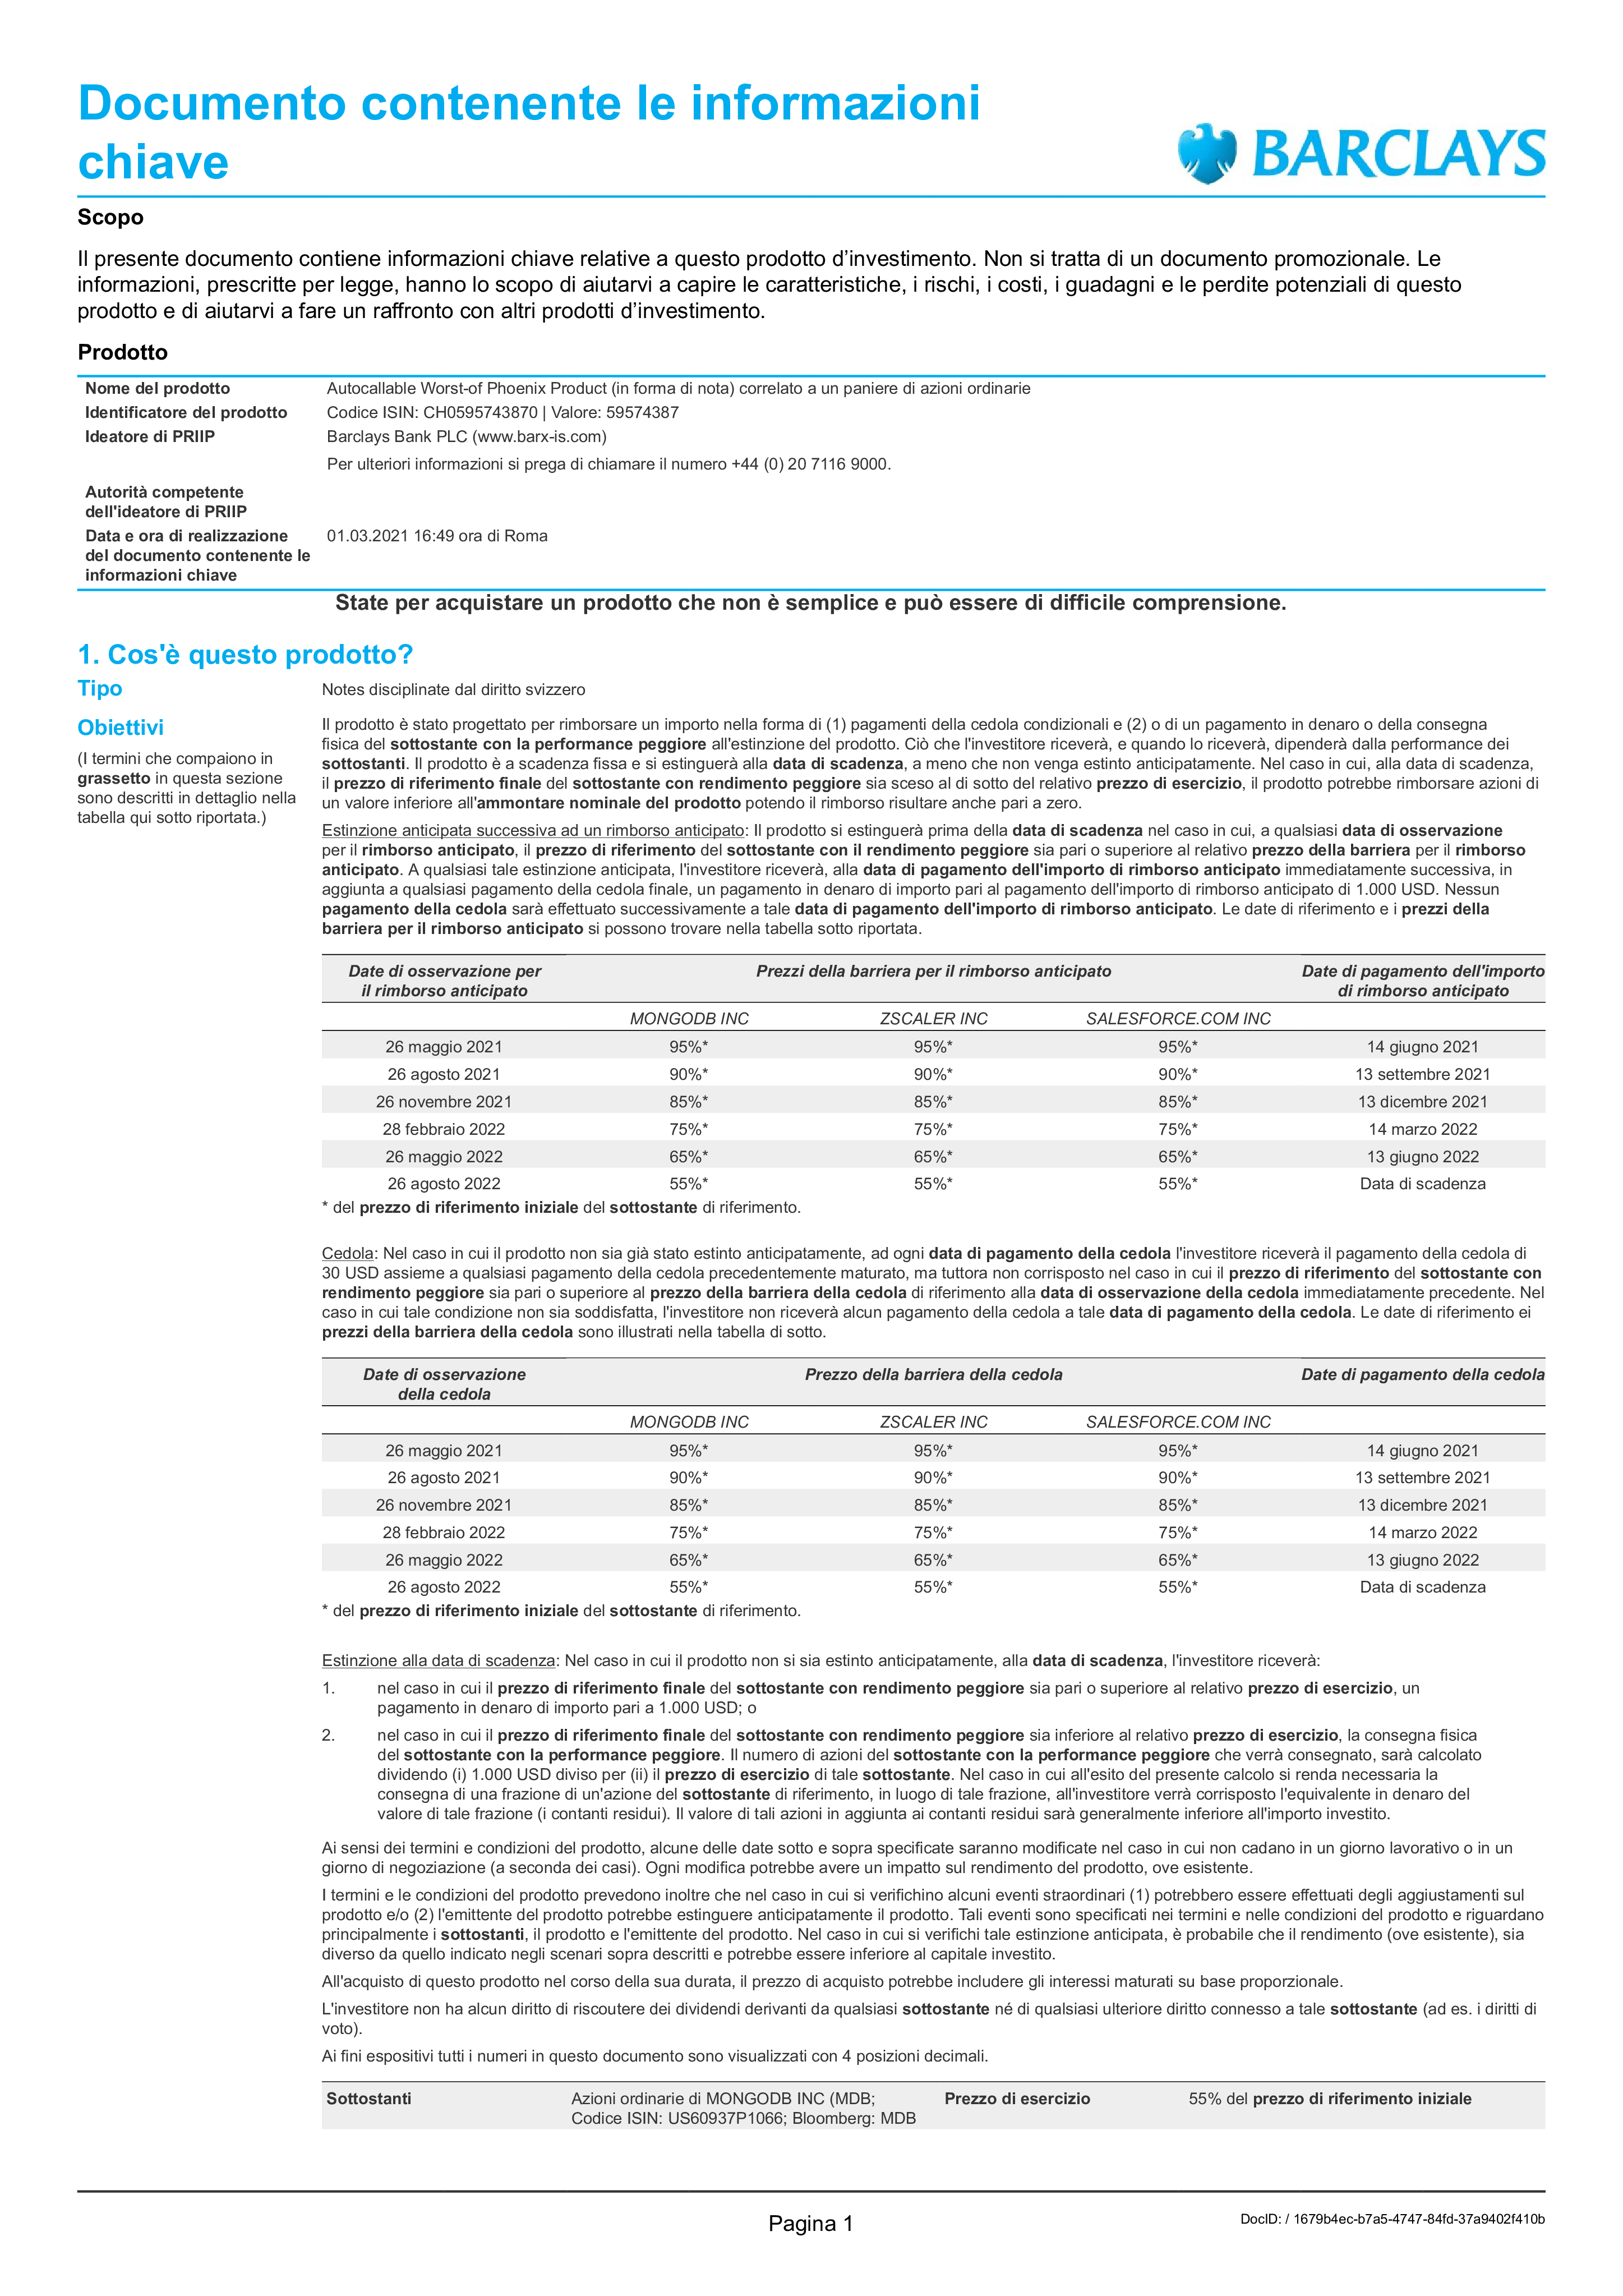 Documento contenente le informazioni
chiave
BARCLAYS
Scopo
Il presente documento contiene informazioni chiave relative a questo prodotto d’investimento. Non si tratta di un documento promozionale. Le
informazioni, prescritte per legge, hanno lo scopo di aiutarvi a capire le caratteristiche, i rischi, i costi, i guadagni e le perdite potenziali di questo
prodotto e di aiutarvi a fare un raffronto con altri prodotti d’investimento.
Prodotto
Nome del prodotto Autocallable Worst-of Phoenix Product (in forma di nota) correlato a un paniere di azioni ordinarie
Identificatore del prodotto Codice ISIN: CH0595743870 | Valore: 59574387
Ideatore di PRIIP Barclays Bank PLC (www.barx-is.com)
Per ulteriori informazioni si prega di chiamare il numero +44 (0) 20 7116 9000.
Autorità competente
dell'ideatore di PRIIP
Data e ora di realizzazione 01.03.2021 16:49 ora di Roma
del documento contenente le
informazioni chiave
State per acquistare un prodotto che non è semplice e può essere di difficile comprensione.
1. Cos'è questo prodotto?
Tipo Notes disciplinate dal diritto svizzero
Obiettivi
(I termini che compaiono in
grassetto in questa sezione
sono descritti in dettaglio nella
tabella qui sotto riportata.)
Il prodotto è stato progettato per rimborsare un importo nella forma di (1) pagamenti della cedola condizionali e (2) o di un pagamento in denaro o della consegna
fisica del sottostante con la performance peggiore all'estinzione del prodotto. Ciò che l'investitore riceverà, e quando lo riceverà, dipenderà dalla performance dei
sottostanti. Il prodotto è a scadenza fissa e si estinguerà alla data di scadenza, a meno che non venga estinto anticipatamente. Nel caso in cui, alla data di scadenza,
il prezzo di riferimento finale del sottostante con rendimento peggiore sia sceso al di sotto del relativo prezzo di esercizio, il prodotto potrebbe rimborsare azioni di
un valore inferiore all'ammontare nominale del prodotto potendo il rimborso risultare anche pari a zero.
Estinzione anticipata successiva ad un rimborso anticipato: Il prodotto si estinguerà prima della data di scadenza nel caso in cui, a qualsiasi data di osservazione
per il rimborso anticipato, il prezzo di riferimento del sottostante con il rendimento peggiore sia pari o superiore al relativo prezzo della barriera per il rimborso
anticipato. A qualsiasi tale estinzione anticipata, l'investitore riceverà, alla data di pagamento dell'importo di rimborso anticipato immediatamente successiva, in
aggiunta a qualsiasi pagamento della cedola finale, un pagamento in denaro di importo pari al pagamento dell'importo di rimborso anticipato di 1.000 USD. Nessun
pagamento della cedola sarà effettuato successivamente a tale data di pagamento dell'importo di rimborso anticipato. Le date di riferimento e i prezzi della
barriera per il rimborso anticipato si possono trovare nella tabella sotto riportata.
Date di osservazione per Prezzi della barriera per il rimborso anticipato Date di pagamento dell'importo
il rimborso anticipato di rimborso anticipato
MONGODB INC ZSCALER INC SALESFORCE.COM INC
26 maggio 2021 95%* 95%* 95%* 14 giugno 2021
26 agosto 2021 90%* 90%* 90%* 13 settembre 2021
26 novembre 2021 85%* 85%* 85%* 13 dicembre 2021
28 febbraio 2022 75%* 75%* 75%* 14 marzo 2022
26 maggio 2022 65%* 65%* 65%* 13 giugno 2022
26 agosto 2022 55%* 55%* 55%* Data di scadenza
* del prezzo di riferimento iniziale del sottostante di riferimento.
Cedola: Nel caso in cui il prodotto non sia già stato estinto anticipatamente, ad ogni data di pagamento della cedola l'investitore riceverà il pagamento della cedola di
30 USD assieme a qualsiasi pagamento della cedola precedentemente maturato, ma tuttora non corrisposto nel caso in cui il prezzo di riferimento del sottostante con
rendimento peggiore sia pari o superiore al prezzo della barriera della cedola di riferimento alla data di osservazione della cedola immediatamente precedente. Nel
caso in cui tale condizione non sia soddisfatta, l'investitore non riceverà alcun pagamento della cedola a tale data di pagamento della cedola. Le date di riferimento ei
prezzi della barriera della cedola sono illustrati nella tabella di sotto.
Date di osservazione Prezzo della barriera della cedola Date di pagamento della cedola
della cedola
MONGODB INC ZSCALER INC SALESFORCE.COM INC
26 maggio 2021 95%* 95%* 95%* 14 giugno 2021
26 agosto 2021 90%* 90%* 90%* 13 settembre 2021
26 novembre 2021 85%* 85%* 85%* 13 dicembre 2021
28 febbraio 2022 75%* 75%* 75%* 14 marzo 2022
26 maggio 2022 65%* 65%* 65%* 13 giugno 2022
26 agosto 2022 55%* 55%* 55%* Data di scadenza
* del prezzo di riferimento iniziale del sottostante di riferimento.
Estinzione alla data di scadenza: Nel caso in cui il prodotto non si sia estinto anticipatamente, alla data di scadenza, l'investitore riceverà:
1. nel caso in cui il prezzo di riferimento finale del sottostante con rendimento peggiore sia pari o superiore al relativo prezzo di esercizio, un
pagamento in denaro di importo pari a 1.000 USD; o
2. nel caso in cui il prezzo di riferimento finale del sottostante con rendimento peggiore sia inferiore al relativo prezzo di esercizio, la consegna fisica
del sottostante con la performance peggiore. Il numero di azioni del sottostante con la performance peggiore che verrà consegnato, sarà calcolato
dividendo (i) 1.000 USD diviso per (ii) il prezzo di esercizio di tale sottostante. Nel caso in cui all'esito del presente calcolo si renda necessaria la
consegna di una frazione di un'azione del sottostante di riferimento, in luogo di tale frazione, all'investitore verrà corrisposto l'equivalente in denaro del
valore di tale frazione (i contanti residui). Il valore di tali azioni in aggiunta ai contanti residui sarà generalmente inferiore all'importo investito.
Ai sensi dei termini e condizioni del prodotto, alcune delle date sotto e sopra specificate saranno modificate nel caso in cui non cadano in un giorno lavorativo o in un
giorno di negoziazione (a seconda dei casi). Ogni modifica potrebbe avere un impatto sul rendimento del prodotto, ove esistente.
I termini e le condizioni del prodotto prevedono inoltre che nel caso in cui si verifichino alcuni eventi straordinari (1) potrebbero essere effettuati degli aggiustamenti sul
prodotto e/o (2) l'emittente del prodotto potrebbe estinguere anticipatamente il prodotto. Tali eventi sono specificati nei termini e nelle condizioni del prodotto e riguardano
principalmente i sottostanti, il prodotto e l'emittente del prodotto. Nel caso in cui si verifichi tale estinzione anticipata, è probabile che il rendimento (ove esistente), sia
diverso da quello indicato negli scenari sopra descritti e potrebbe essere inferiore al capitale investito.
All'acquisto di questo prodotto nel corso della sua durata, il prezzo di acquisto potrebbe includere gli interessi maturati su base proporzionale.
L'investitore non ha alcun diritto di riscoutere dei dividendi derivanti da qualsiasi sottostante né di qualsiasi ulteriore diritto connesso a tale sottostante (ad es. i diritti di
voto).
Ai fini espositivi tutti i numeri in questo documento sono visualizzati con 4 posizioni decimali.
Sottostanti Azioni ordinarie di MONGODB INC (MDB; Prezzo di esercizio 55% del prezzo di riferimento iniziale
Codice ISIN: US60937P1066; Bloomberg: MDB
Pagina 1
DocID: / 1679b4ec-b7a5-4747-84fd-37a9402f410b